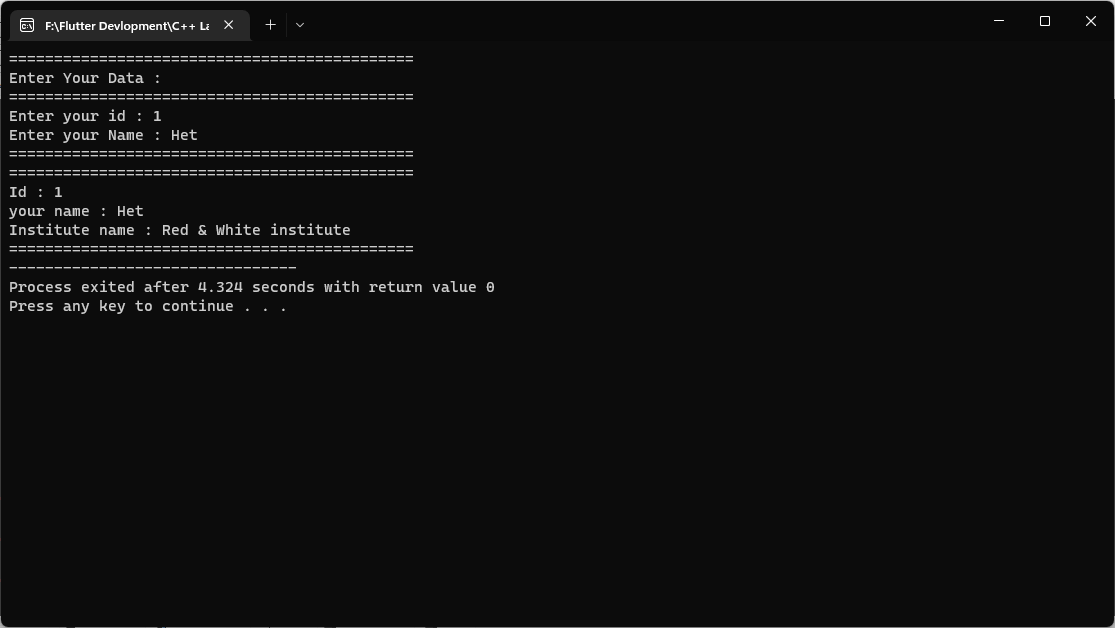 F:\Flutter Devlopment\C++ La
=============================================
Enter Your Data :
=============================================
Enter your id : 1
Enter your Name : Het
=============================================
=============================================
Id : 1
your name : Het
Institute name : Red & White institute
=============================================
--------------------------------
Process exited after 4.324 seconds with return value 0
Press any key to continue . . .